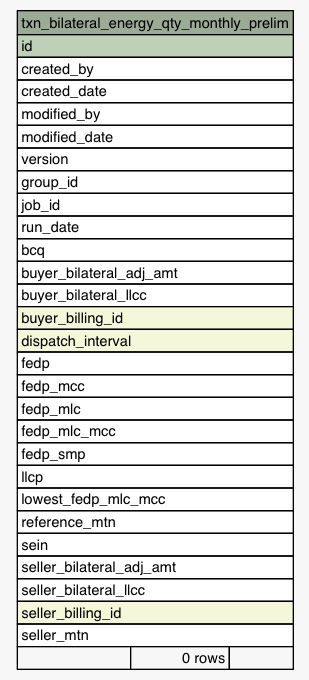 txn_bilateral_energy_qty_monthly_prelim
id
created_by
created_date
modified_by
modified_date
version
group_id
job_id
run_date
bcq
buyer_bilateral_adj_amt
buyer_bilateral_llcc
buyer_billing_id
dispatch_interval
fedp
fedp_mcc
fedp_mlc
fedp_mlc_mcc
fedp_smp
llcp
lowest_fedp_mlc_mcc
reference_mtn
sein
seller_bilateral_adj_amt
seller_bilateral_llcc
seller_billing_id
seller_mtn
0 rows